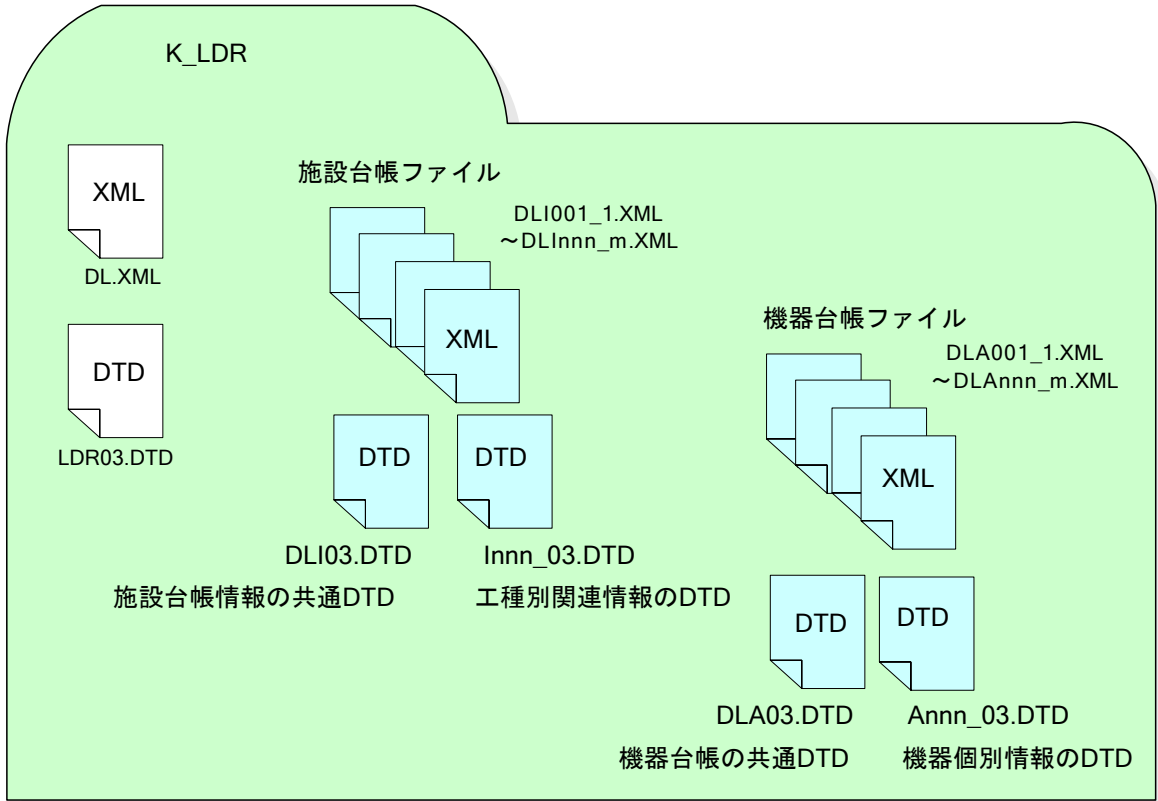 K_LDR
XML
DL.XML
DTD
LDR03.DTD
施設台帳ファイル
DLI001_1.XML
～DLInnn_m.XML
XML
DTD
DTD
DLI03.DTD
Innn_03.DTD
施設台帳情報の共通DTD
工種別関連情報のDTD
機器台帳ファイル
DLA001_1.XML
～DLAnnn_m.XML
XML
DTD
DTD
DLA03.DTD
Annn_03.DTD
機器台帳の共通DTD
機器個別情報のDTD